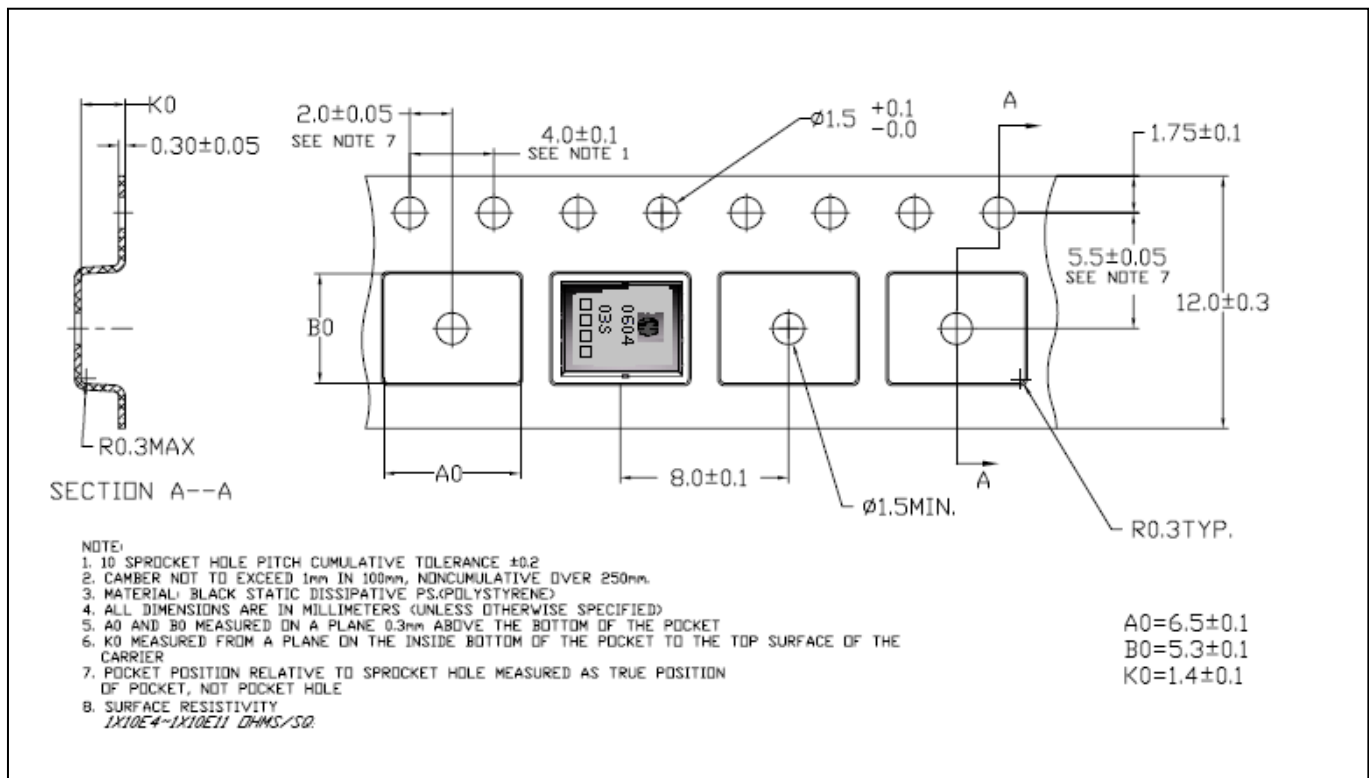 K0
0.30±0.05
2.0±0.05
SEE NOTE 7
4.0±0.1
SEE NOTE 1
Ø1.5 +0.1
-0.0
A
1.75±0.1
5.5±0.05
SEE NOTE 7
12.0±0.3
B0
0604
03S
R0.3MAX
A0
8.0±0.1
A
SECTION A--A
Ø1.5MIN.
R0.3TYP.
NOTE:
1. 10 SPROCKET HOLE PITCH CUMULATIVE TOLERANCE ±0.2
2. CAMBER NOT TO EXCEED 1mm IN 100mm, NONCUMULATIVE OVER 250mm.
3. MATERIAL: BLACK STATIC DISSIPATIVE PS.(POLYSTYRENE)
4. ALL DIMENSIONS ARE IN MILLIMETERS (UNLESS OTHERWISE SPECIFIED)
5. A0 AND B0 MEASURED ON A PLANE 0.3mm ABOVE THE BOTTOM OF THE POCKET
6. K0 MEASURED FROM A PLANE ON THE INSIDE BOTTOM OF THE POCKET TO THE TOP SURFACE OF THE
CARRIER
7. POCKET POSITION RELATIVE TO SPROCKET HOLE MEASURED AS TRUE POSITION
OF POCKET, NOT POCKET HOLE
8. SURFACE RESISTIVITY
1X10E4~1X10E11 OHMS/SQ.
A0=6.5±0.1
B0=5.3±0.1
K0=1.4±0.1